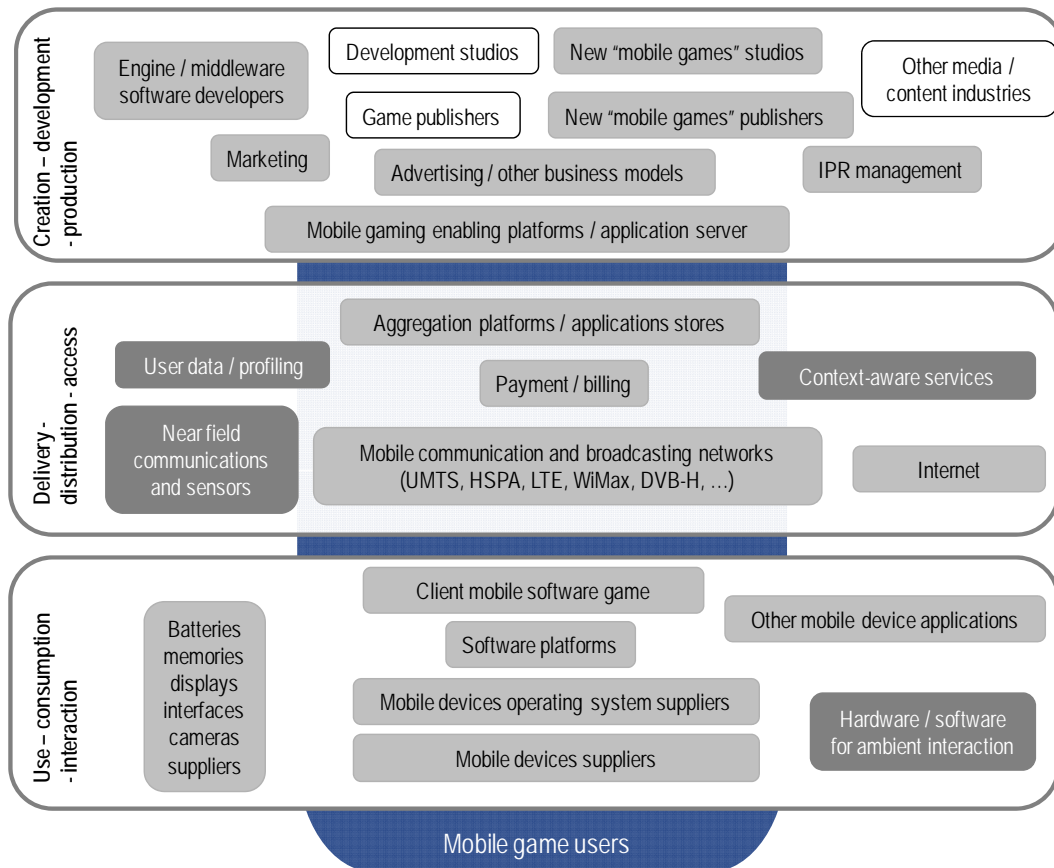 Creation – development
- production
Engine / middleware
software developers
Development studios
New “mobile games” studios
Other media /
content industries
Game publishers
New “mobile games” publishers
Marketing
Advertising / other business models
IPR management
Mobile gaming enabling platforms / application server
Delivery -
distribution - access
Aggregation platforms / applications stores
User data / profiling
Payment / billing
Context-aware services
Near field
communications
and sensors
Mobile communication and broadcasting networks
(UMTS, HSPA, LTE, WiMax, DVB-H, …)
Internet
Use – consumption
- interaction
Client mobile software game
Other mobile device applications
Batteries
memories
displays
interfaces
cameras
suppliers
Software platforms
Mobile devices operating system suppliers
Hardware / software
for ambient interaction
Mobile devices suppliers
Mobile game users